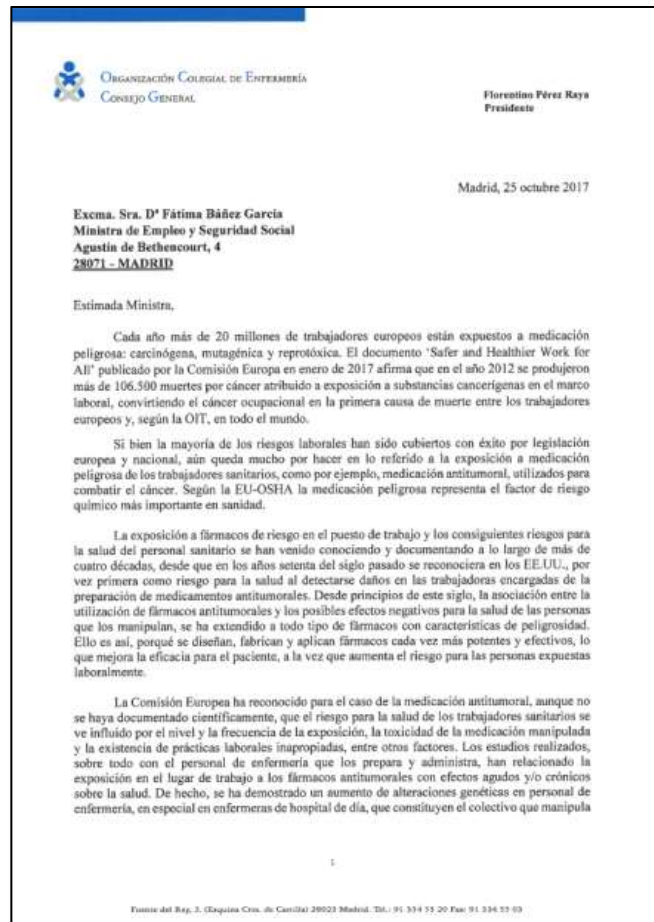 ORGANIZACIÓN COLEGIAL DE ENFERMERÍA
CONSEJO GENERAL
Florentino Pérez Raya
Presidente
Madrid, 25 octubre 2017
Excma. Sra. Dª Fátima Báñez García
Ministra de Empleo y Seguridad Social
Agustín de Bethencourt, 4
28071 - MADRID
Estimada Ministra,
Cada año más de 20 millones de trabajadores europeos están expuestos a medicación
peligrosa: carcinógena, mutagénica y reprotóxica. El documento ‘Safer and Healthier Work for
All’ publicado por la Comisión Europa en enero de 2017 afirma que en el año 2012 se produjeron
más de 106.500 muertes por cáncer atribuido a exposición a substancias cancerígenas en el marco
laboral, convirtiendo el cáncer ocupacional en la primera causa de muerte entre los trabajadores
europeos y, según la OIT, en todo el mundo.
Si bien la mayoría de los riesgos laborales han sido cubiertos con éxito por legislación
europea y nacional, aún queda mucho por hacer en lo referido a la exposición a medicación
peligrosa de los trabajadores sanitarios, como por ejemplo, medicación antitumoral, utilizados para
combatir el cáncer. Según la EU-OSHA la medicación peligrosa representa el factor de riesgo
químico más importante en sanidad.
La exposición a fármacos de riesgo en el puesto de trabajo y los consiguientes riesgos para
la salud del personal sanitario se han venido conociendo y documentando a lo largo de más de
cuatro décadas, desde que en los años setenta del siglo pasado se reconociera en los EE.UU., por
vez primera como riesgo para la salud al detectarse daños en las trabajadoras encargadas de la
preparación de medicamentos antitumorales. Desde principios de este siglo, la asociación entre la
utilización de fármacos antitumorales y los posibles efectos negativos para la salud de las personas
que los manipulan, se ha extendido a todo tipo de fármacos con características de peligrosidad.
Ello es así, porqué se diseñan, fabrican y aplican fármacos cada vez más potentes y efectivos, lo
que mejora la eficacia para el paciente, a la vez que aumenta el riesgo para las personas expuestas
laboralmente.
La Comisión Europea ha reconocido para el caso de la medicación antitumoral, aunque no
se haya documentado científicamente, que el riesgo para la salud de los trabajadores sanitarios se
ve influido por el nivel y la frecuencia de la exposición, la toxicidad de la medicación manipulada
y la existencia de prácticas laborales inapropiadas, entre otros factores. Los estudios realizados,
sobre todo con el personal de enfermería que los prepara y administra, han relacionado la
exposición en el lugar de trabajo a los fármacos antitumorales con efectos agudos y/o crónicos
sobre la salud. De hecho, se ha demostrado un aumento de alteraciones genéticas en personal de
enfermería, en especial en enfermeras de hospital de día, que constituyen el colectivo que manipula
1
Fuente del Rey, 2. (Esquina Crta. de Castilla) 28023 Madrid. Tel.: 91 334 55 20 Fax: 91 334 55 03